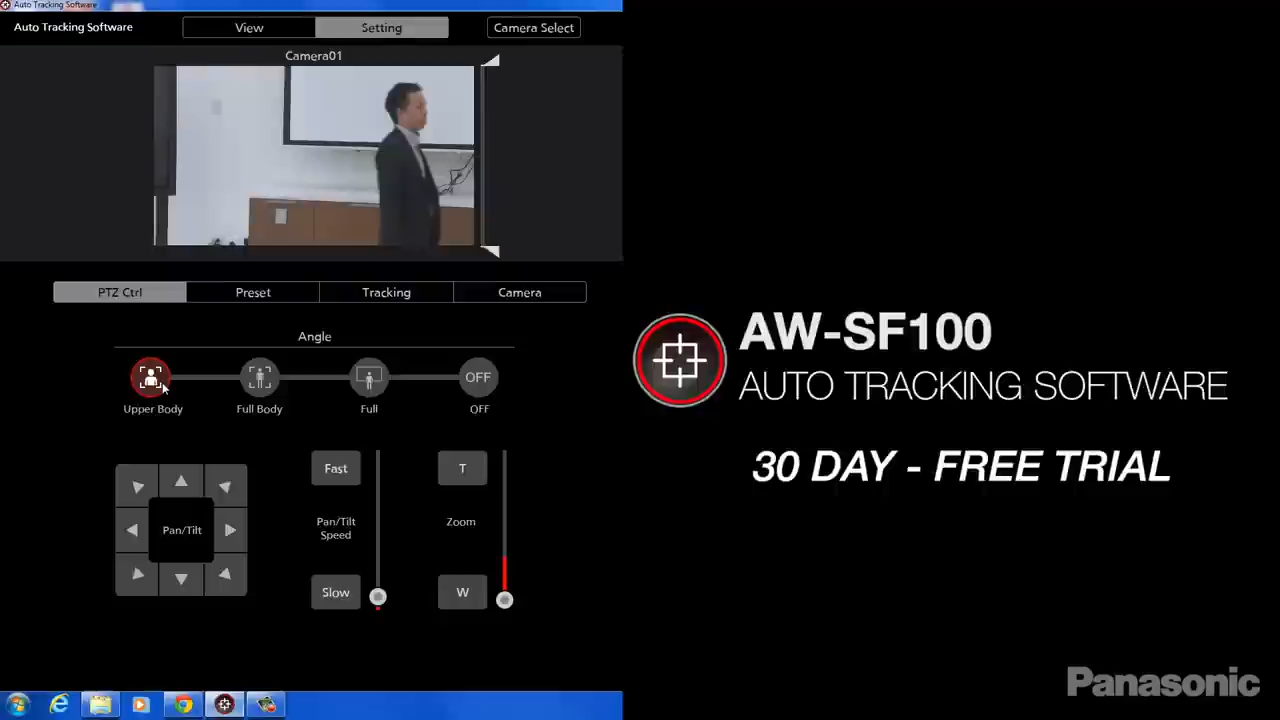 Auto Tracking Software
Auto Tracking Software
View
Setting
Camera Select
Camera01
PTZ Ctrl
Preset
Tracking
Camera
Angle
OFF
Upper Body
Full Body
Full
OFF
Fast
T
Pan/Tilt
Pan/Tilt
Speed
Zoom
Slow
W
AW-SF100
AUTO TRACKING SOFTWARE
30 DAY - FREE TRIAL
Panasonic